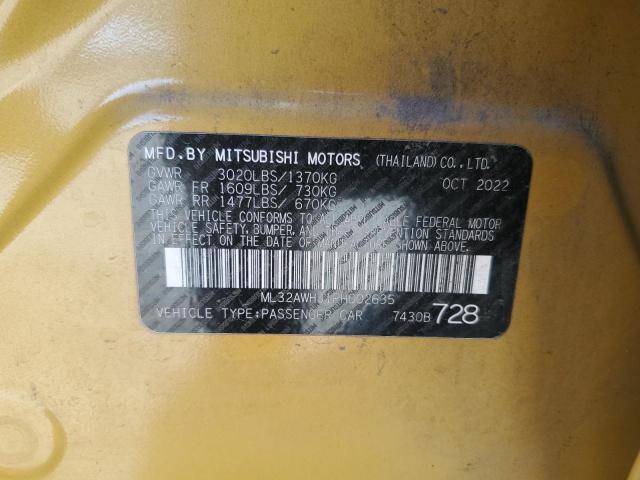 MFD.BY MITSUBISHI MOTORS (THAILAND)CO.,LTD.
GVWR 3020LBS/1370KG OCT 2022
GAWR FR 1609LBS/ 730KG
GAWR RR 1477LBS/ 670KG
THIS VEHICLE CONFORMS TO FEDERAL MOTOR
VEHICLE SAFETY,BUMPER,AND PREVENTION STANDARDS
IN EFFECT ON THE DATE OF SHOWN ABOVE.
VEHICLE TYPE:PASSENGER CAR 7430B 728